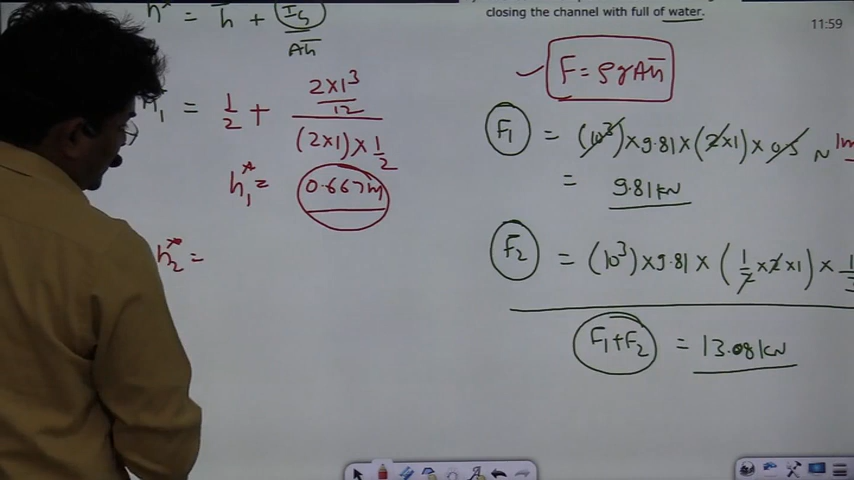 h* = h̄ + I_G / Ah̄
closing the channel with full of water.
11:59
F = ρgAh̄
h₁ = 1/2 + (2×1³/12) / ((2×1)×1/2)
h₁* = 0.667m
h₂* =
F₁ = (10³)×9.81×(2×1)×0.5 N
= 9.81kN
F₂ = (10³)×9.81×(1/2×2×1)×
F₁+F₂ = 13.08kN